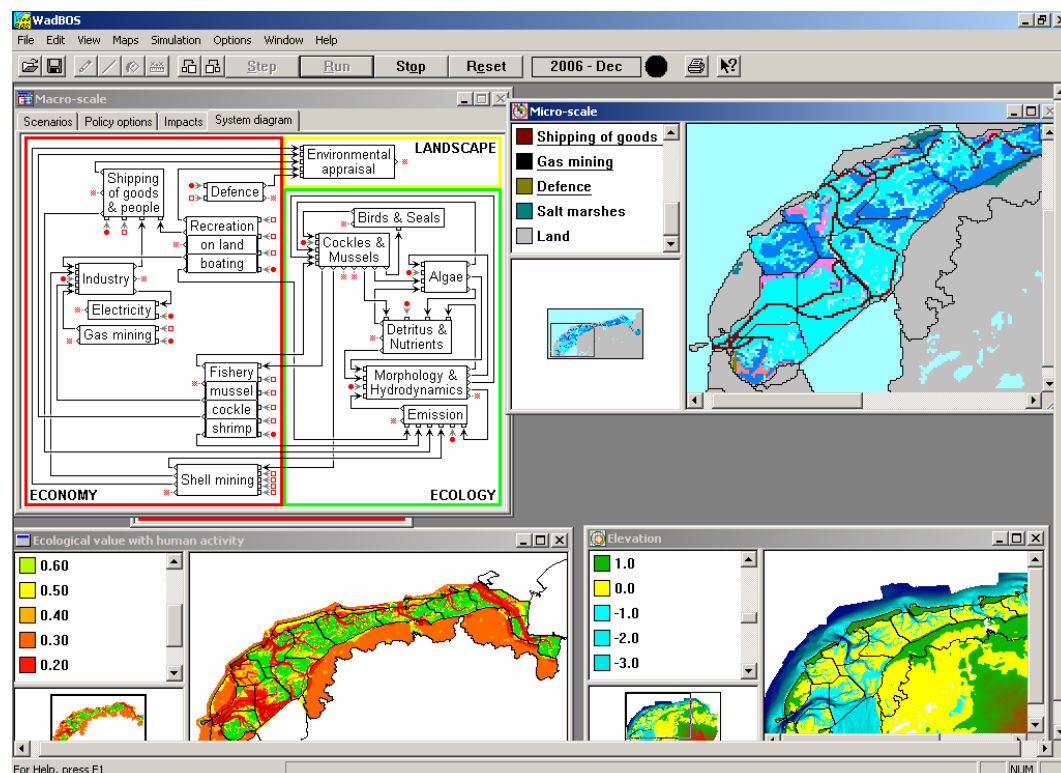 WadBOS
File Edit View Maps Simulation Options Window Help
Step Run Stop Reset 2006 - Dec
Macro-scale
Scenarios Policy options Impacts System diagram
LANDSCAPE
Environmental
appraisal
Shipping
of goods
& people
Defence
Recreation
on land
boating
Birds & Seals
Cockles &
Mussels
Algae
Industry
Electricity
Gas mining
Detritus &
Nutrients
Fishery
mussel
cockle
shrimp
Morphology &
Hydrodynamics
Emission
Shell mining
ECONOMY
ECOLOGY
Micro-scale
Shipping of goods
Gas mining
Defence
Salt marshes
Land
Ecological value with human activity
0.60
0.50
0.40
0.30
0.20
Elevation
1.0
0.0
-1.0
-2.0
-3.0
For Help, press F1
NUM